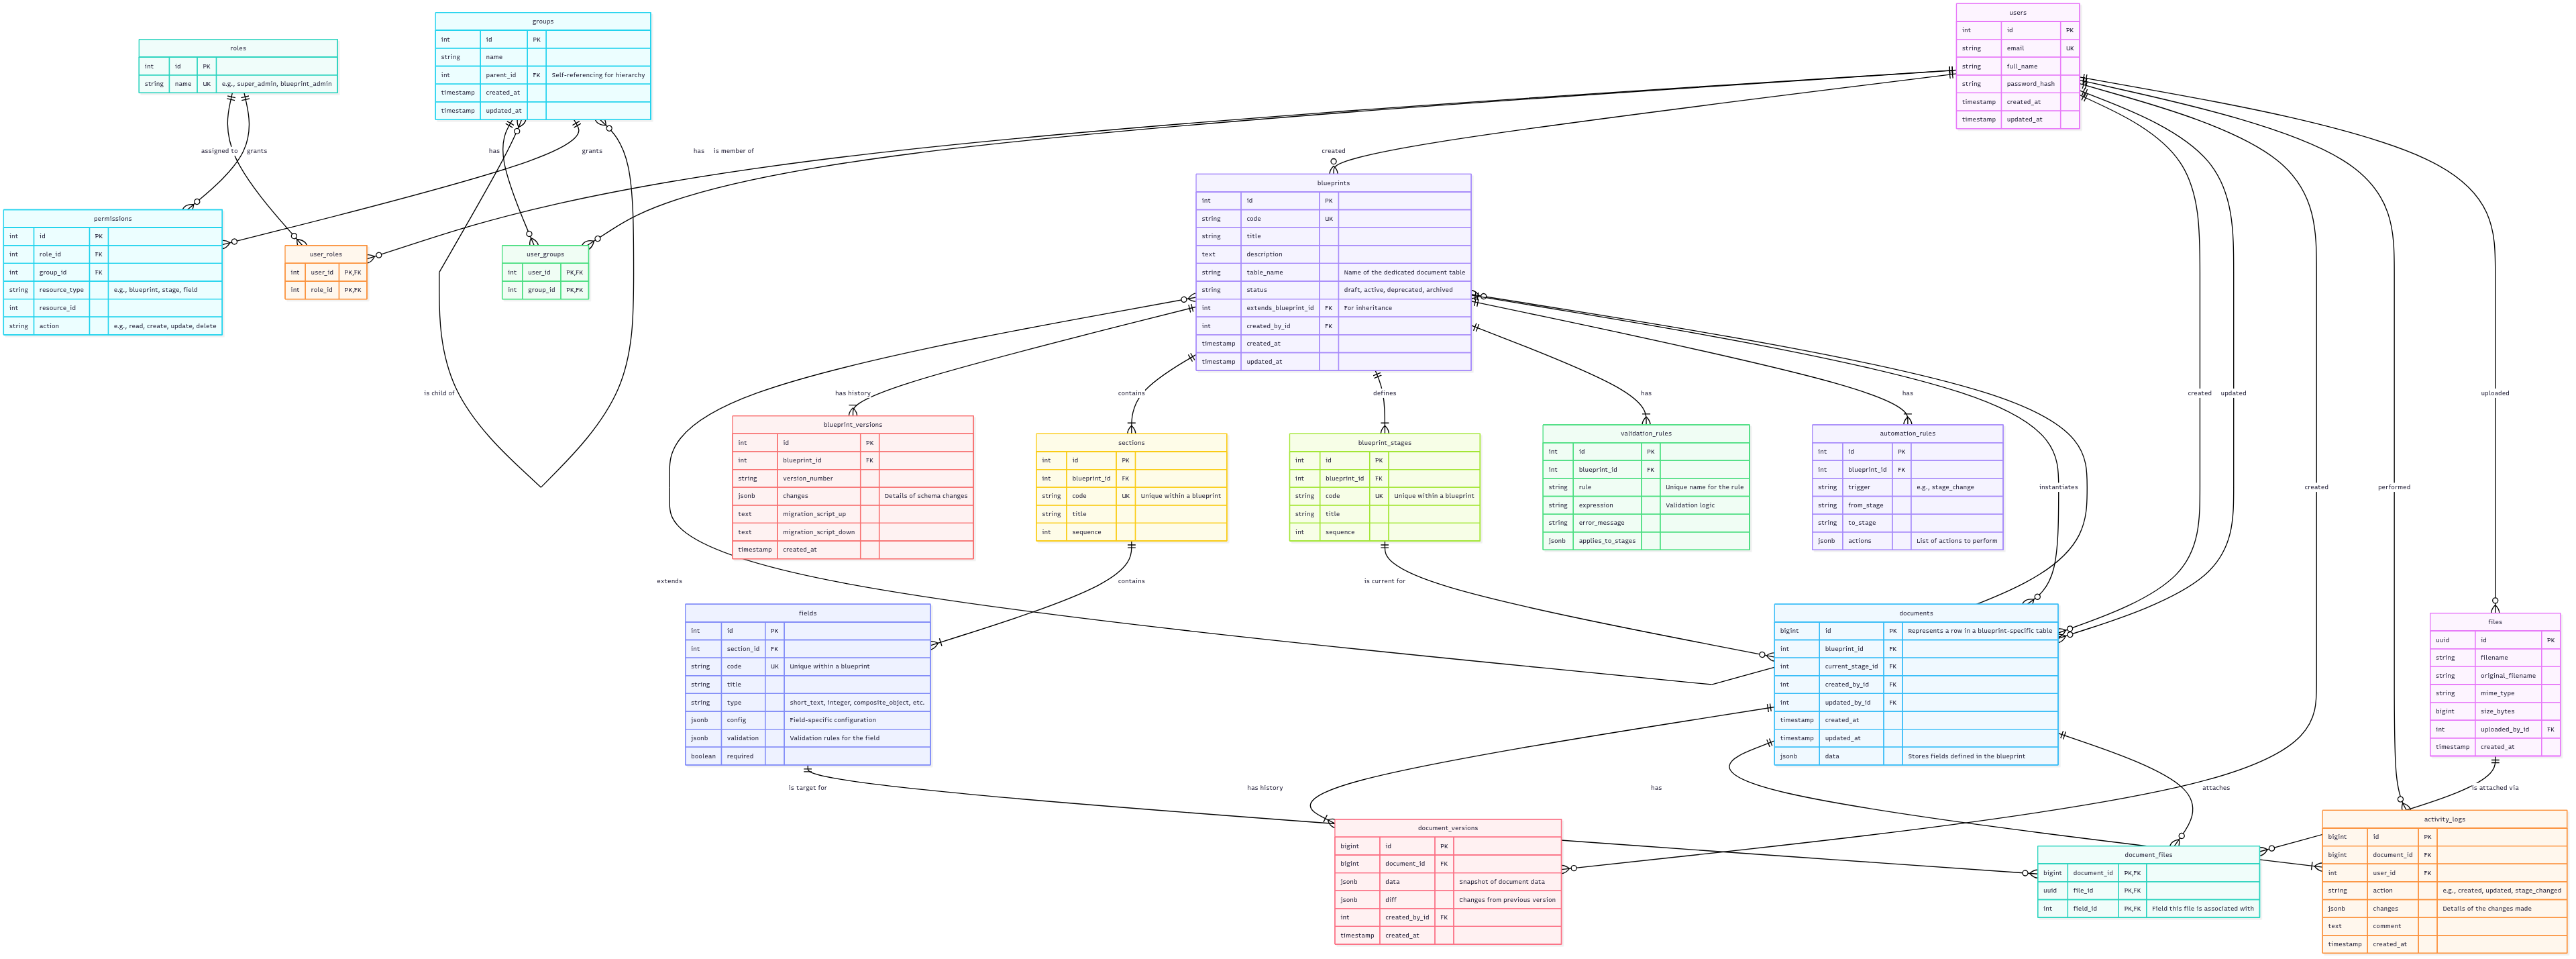 groups
int id PK
string name
int parent_id FK Self-referencing for hierarchy
timestamp created_at
timestamp updated_at
users
int id PK
string email UK
string full_name
string password_hash
timestamp created_at
timestamp updated_at
roles
int id PK
string name UK e.g., super_admin, blueprint_admin
assigned to
grants
has
grants
has
is member of
created
permissions
int id PK
int role_id FK
int group_id FK
string resource_type e.g., blueprint, stage, field
int resource_id
string action e.g., read, create, update, delete
user_roles
int user_id PK,FK
int role_id PK,FK
user_groups
int user_id PK,FK
int group_id PK,FK
blueprints
int id PK
string code UK
string title
text description
string table_name Name of the dedicated document table
string status draft, active, deprecated, archived
int extends_blueprint_id FK For inheritance
int created_by_id FK
timestamp created_at
timestamp updated_at
is child of
has history
contains
defines
has
has
created
updated
uploaded
blueprint_versions
int id PK
int blueprint_id FK
string version_number
jsonb changes Details of schema changes
text migration_script_up
text migration_script_down
timestamp created_at
sections
int id PK
int blueprint_id FK
string code UK Unique within a blueprint
string title
int sequence
blueprint_stages
int id PK
int blueprint_id FK
string code UK Unique within a blueprint
string title
int sequence
validation_rules
int id PK
int blueprint_id FK
string rule Unique name for the rule
string expression Validation logic
string error_message
jsonb applies_to_stages
automation_rules
int id PK
int blueprint_id FK
string trigger e.g., stage_change
string from_stage
string to_stage
jsonb actions List of actions to perform
instantiates
created
performed
extends
contains
is current for
fields
int id PK
int section_id FK
string code UK Unique within a blueprint
string title
string type short_text, integer, composite_object, etc.
jsonb config Field-specific configuration
jsonb validation Validation rules for the field
boolean required
documents
bigint id PK Represents a row in a blueprint-specific table
int blueprint_id FK
int current_stage_id FK
int created_by_id FK
int updated_by_id FK
timestamp created_at
timestamp updated_at
jsonb data Stores fields defined in the blueprint
files
uuid id PK
string filename
string original_filename
string mime_type
bigint size_bytes
int uploaded_by_id FK
timestamp created_at
is target for
has history
has
attaches
is attached via
document_versions
bigint id PK
bigint document_id FK
jsonb data Snapshot of document data
jsonb diff Changes from previous version
int created_by_id FK
timestamp created_at
document_files
bigint document_id PK,FK
uuid file_id PK,FK
int field_id PK,FK Field this file is associated with
activity_logs
bigint id PK
bigint document_id FK
int user_id FK
string action e.g., created, updated, stage_changed
jsonb changes Details of the changes made
text comment
timestamp created_at